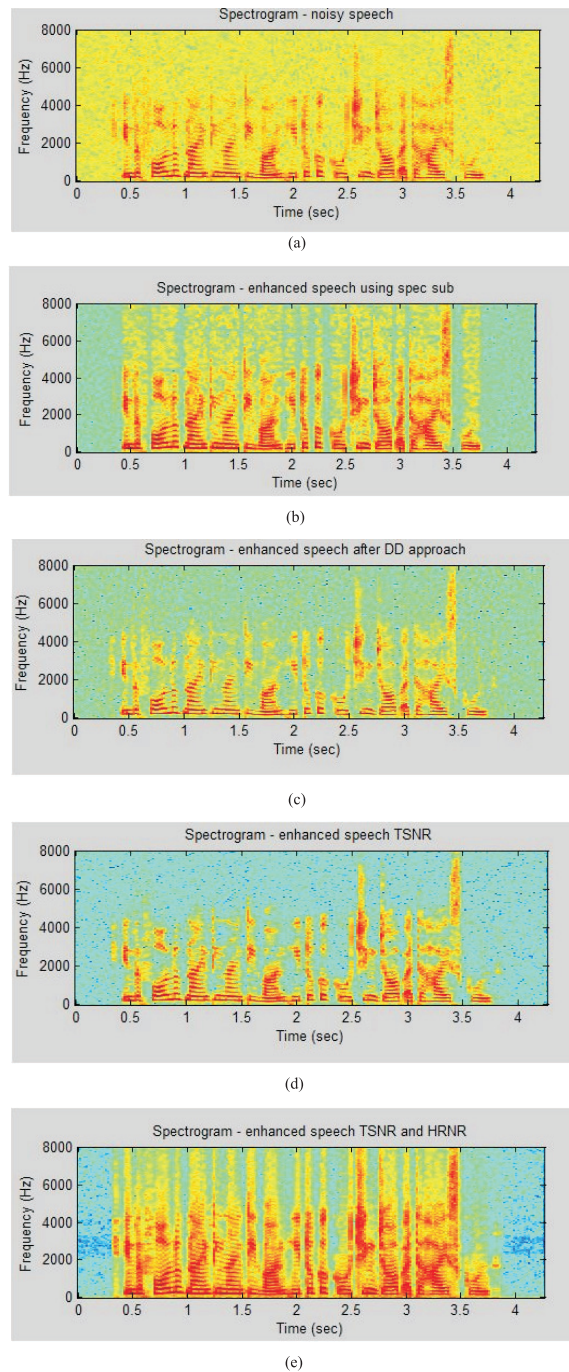 Spectrogram - noisy speech
8000
6000
4000
2000
0
Frequency (Hz)
0 0.5 1 1.5 2 2.5 3 3.5 4
Time (sec)
(a)
Spectrogram - enhanced speech using spec sub
8000
6000
4000
2000
0
Frequency (Hz)
0 0.5 1 1.5 2 2.5 3 3.5 4
Time (sec)
(b)
Spectrogram - enhanced speech after DD approach
8000
6000
4000
2000
0
Frequency (Hz)
0 0.5 1 1.5 2 2.5 3 3.5 4
Time (sec)
(c)
Spectrogram - enhanced speech TSNR
8000
6000
4000
2000
0
Frequency (Hz)
0 0.5 1 1.5 2 2.5 3 3.5 4
Time (sec)
(d)
Spectrogram - enhanced speech TSNR and HRNR
8000
6000
4000
2000
0
Frequency (Hz)
0 0.5 1 1.5 2 2.5 3 3.5 4
Time (sec)
(e)